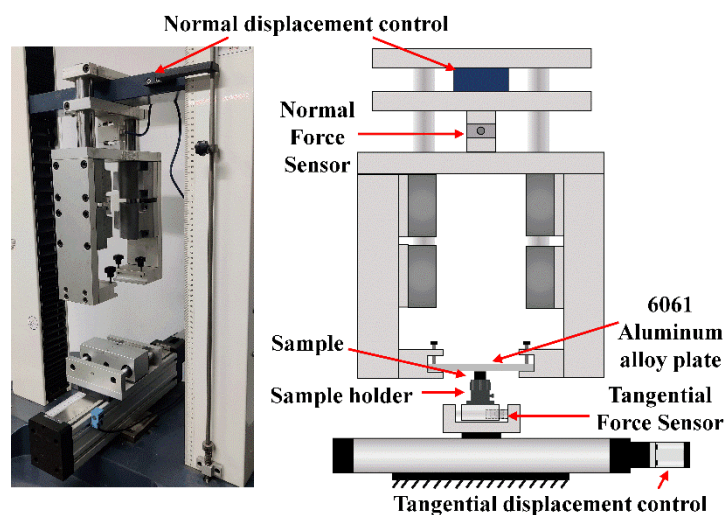 Normal displacement control
Normal
Force
Sensor
6061
Aluminum
alloy plate
Sample
Sample holder
Tangential
Force Sensor
Tangential displacement control